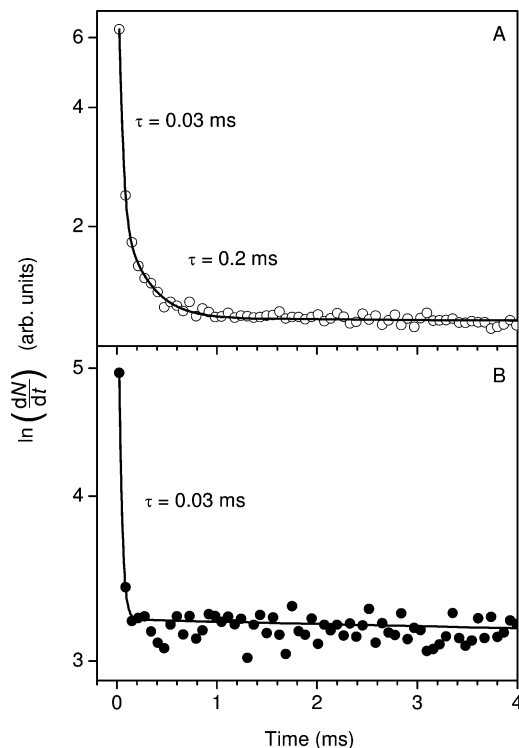 6
A
4
τ = 0.03 ms
2
τ = 0.2 ms
ln (dN/dt) (arb. units)
5
B
4
τ = 0.03 ms
3
0 1 2 3 4
Time (ms)